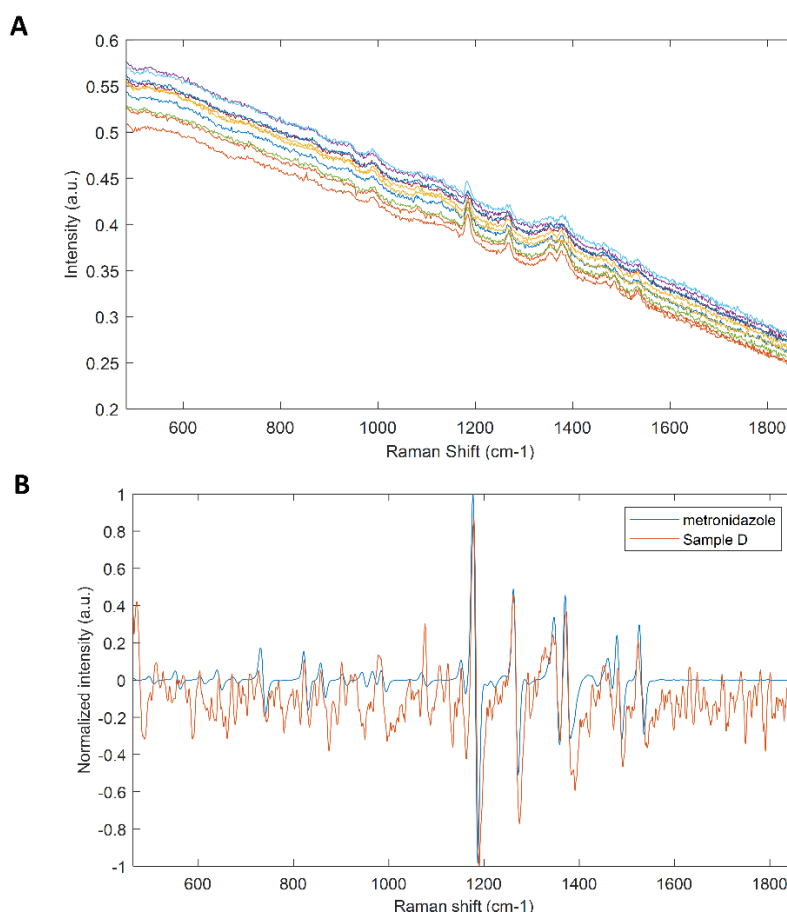 A
0.6
0.55
0.5
0.45
0.4
0.35
0.3
0.25
0.2
Intensity (a.u.)
600 800 1000 1200 1400 1600 1800
Raman Shift (cm-1)
B
1
0.8
0.6
0.4
0.2
0
-0.2
-0.4
-0.6
-0.8
-1
Normalized intensity (a.u.)
metronidazole
Sample D
600 800 1000 1200 1400 1600 1800
Raman shift (cm-1)